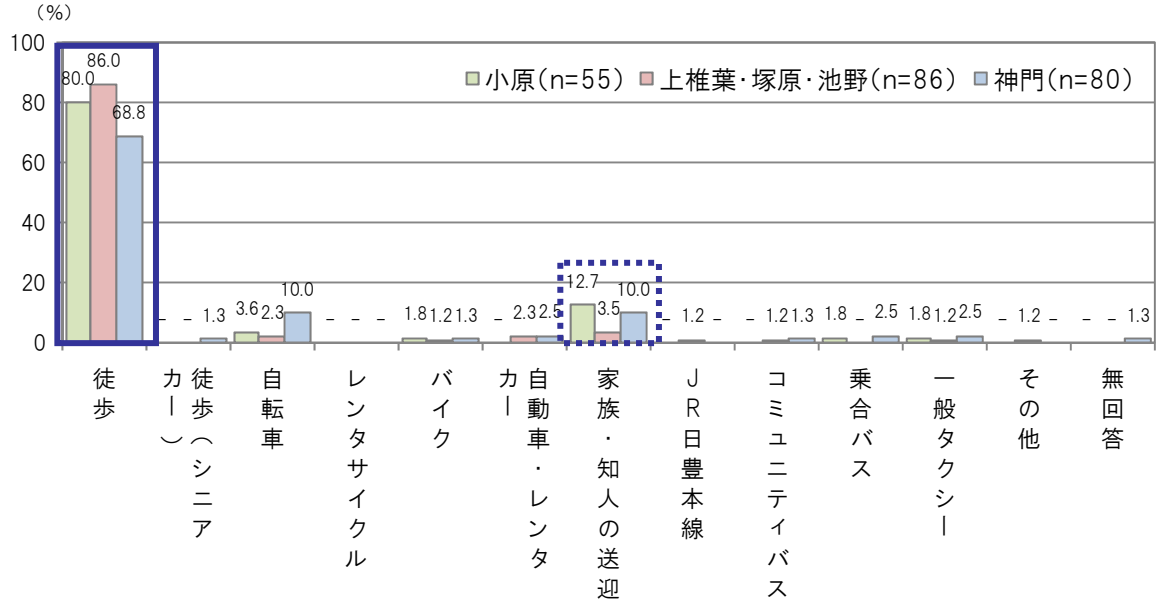 (%)
100
80
60
40
20
0
小原(n=55) 上椎葉・塚原・池野(n=86) 神門(n=80)
80.0 86.0 68.8
- - 1.3
3.6 2.3 10.0
- - -
1.8 1.2 1.3
- 2.3 2.5
12.7 3.5 10.0
- 1.2 -
- 1.2 1.3
1.8 - 2.5
1.8 1.2 2.5
- 1.2 -
- - 1.3
徒歩
徒歩(シニア
カー)
自転車
レンタサイクル
バイク
自動車・レンタ
カー
家族・知人の送迎
JR日豊本線
コミュニティバス
乗合バス
一般タクシー
その他
無回答